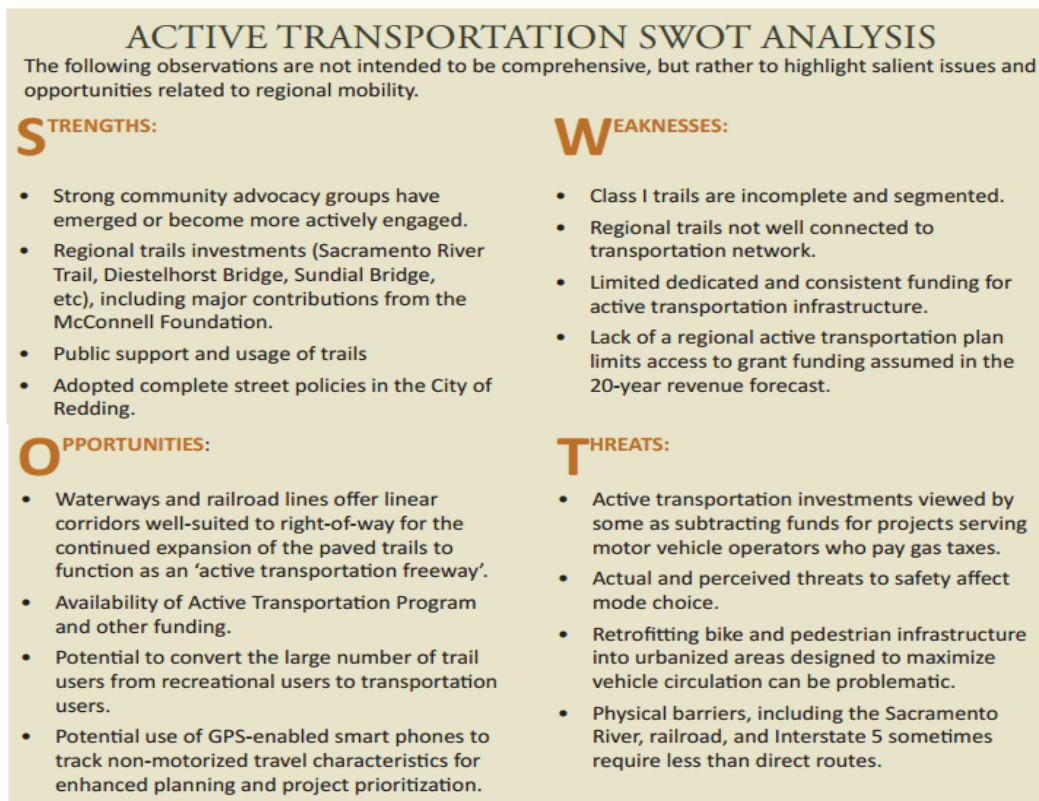 ACTIVE TRANSPORTATION SWOT ANALYSIS
The following observations are not intended to be comprehensive, but rather to highlight salient issues and
opportunities related to regional mobility.
STRENGTHS:
• Strong community advocacy groups have
emerged or become more actively engaged.
• Regional trails investments (Sacramento River
Trail, Diestelhorst Bridge, Sundial Bridge,
etc), including major contributions from the
McConnell Foundation.
• Public support and usage of trails
• Adopted complete street policies in the City of
Redding.
WEAKNESSES:
• Class I trails are incomplete and segmented.
• Regional trails not well connected to
transportation network.
• Limited dedicated and consistent funding for
active transportation infrastructure.
• Lack of a regional active transportation plan
limits access to grant funding assumed in the
20-year revenue forecast.
OPPORTUNITIES:
• Waterways and railroad lines offer linear
corridors well-suited to right-of-way for the
continued expansion of the paved trails to
function as an ‘active transportation freeway’.
• Availability of Active Transportation Program
and other funding.
• Potential to convert the large number of trail
users from recreational users to transportation
users.
• Potential use of GPS-enabled smart phones to
track non-motorized travel characteristics for
enhanced planning and project prioritization.
THREATS:
• Active transportation investments viewed by
some as subtracting funds for projects serving
motor vehicle operators who pay gas taxes.
• Actual and perceived threats to safety affect
mode choice.
• Retrofitting bike and pedestrian infrastructure
into urbanized areas designed to maximize
vehicle circulation can be problematic.
• Physical barriers, including the Sacramento
River, railroad, and Interstate 5 sometimes
require less than direct routes.